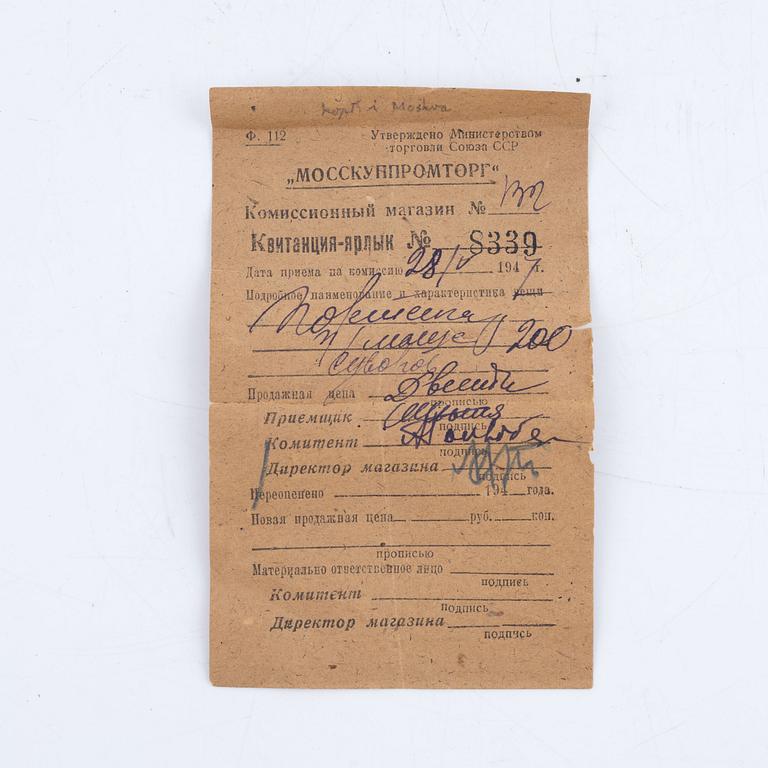 köpt i Moskva
Ф. 112
Утверждено Министерством
торговли Союза ССР
„МОССКУППРОМТОРГ“
Комиссионный магазин №
Квитанция-ярлык № 8339
Дата приема на комиссию 28/V 1947 г.
Подробное наименование и характеристика вещи
200
Продажная цена Двести
прописью
Приемщик
подпись
Комитент
подпись
Директор магазина
подпись
Переоценено 194 года.
Новая продажная цена руб. коп.
прописью
Материально ответственное лицо
подпись
Комитент
подпись
Директор магазина
подпись